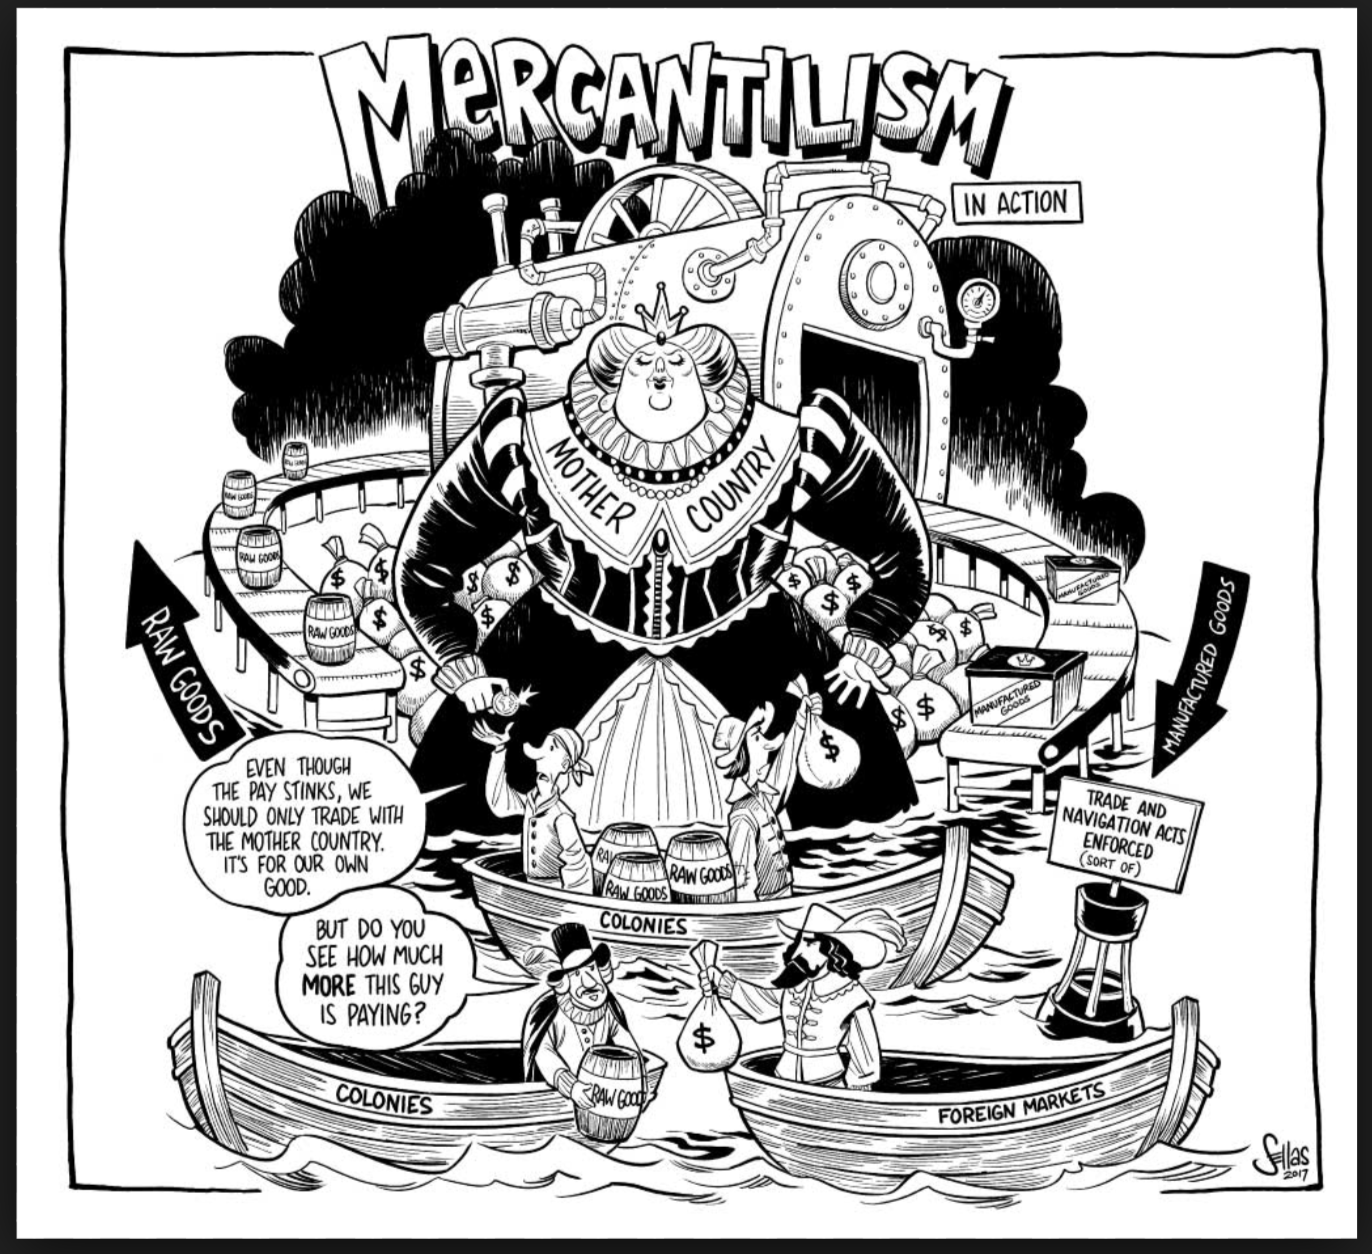 MERCANTILISM
IN ACTION
MOTHER COUNTRY
RAW GOODS
RAW GOODS
RAW GOODS
RAW GOODS
RAW GOODS
$
$
$
$
$
$
$
$
$
$
$
$
$
$
MANUFACTURED
GOODS
MANUFACTURED
GOODS
MANUFACTURED GOODS
EVEN THOUGH
THE PAY STINKS, WE
SHOULD ONLY TRADE WITH
THE MOTHER COUNTRY.
IT'S FOR OUR OWN
GOOD.
$
TRADE AND
NAVIGATION ACTS
ENFORCED
(SORT OF)
RAW
RAW GOODS
RAW GOODS
COLONIES
BUT DO YOU
SEE HOW MUCH
MORE THIS GUY
IS PAYING?
$
RAW GOOD
COLONIES
FOREIGN MARKETS
Sellas
2017